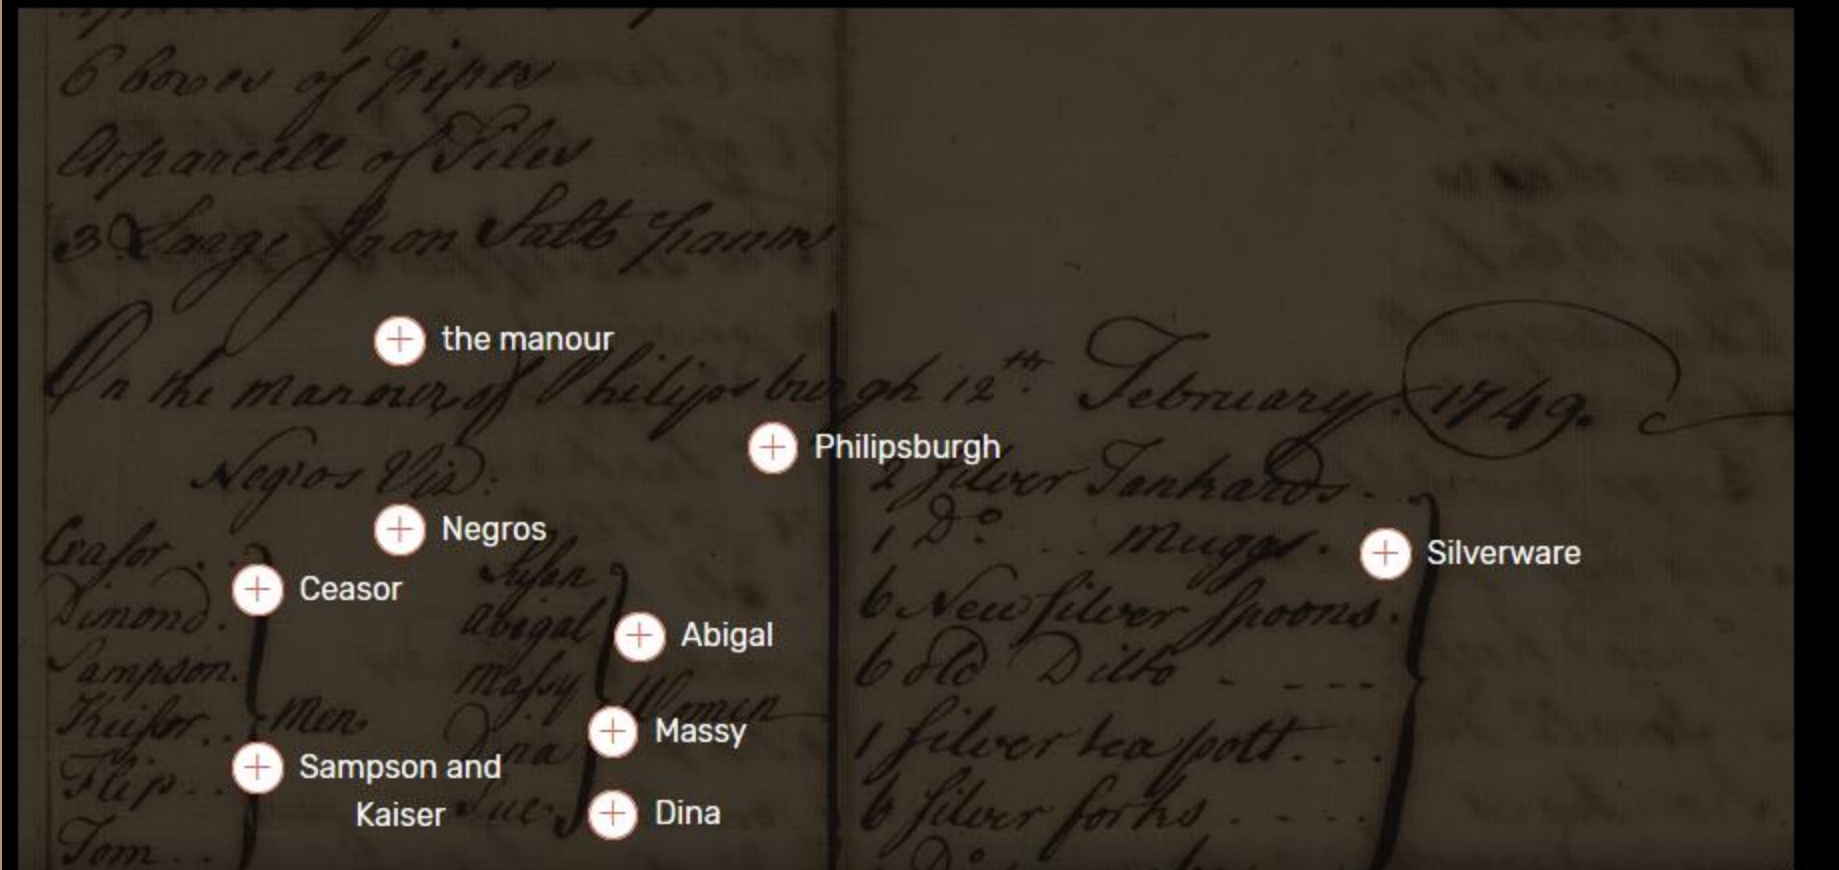 6 boxes of Pipes
A parcell of Files
3 Large Iron Salt panns
the manour
On the manour of Philipsburgh 12th February 1749.
Philipsburgh
Negros Viz:
Negros
Ceasor . .
Dimond .
Sampson .
Keisor . .
Flip . .
Tom . .
Men
Ceasor
Sampson and
Kaiser
Susan
Abigal
Massy
Dina
Sue
Women
Abigal
Massy
Dina
2 Silver Tankards . .
1 Do . . Muggs .
6 New Silver Spoons .
6 old Ditto - - - -
1 Silver tea pott . . .
6 Silver forks - - - -
Silverware